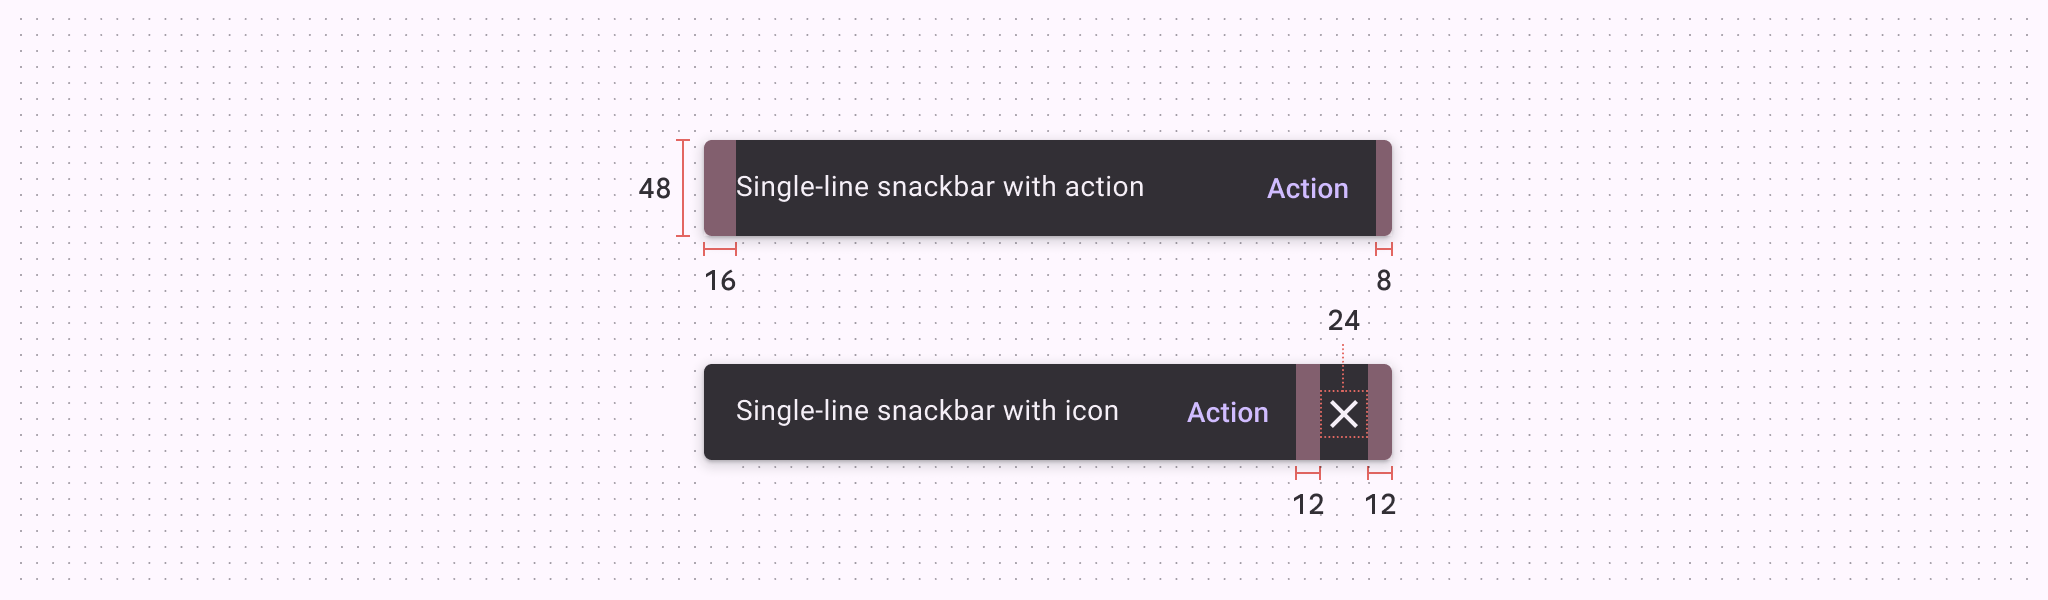 48
Single-line snackbar with action Action
16 8
24
Single-line snackbar with icon Action
12 12